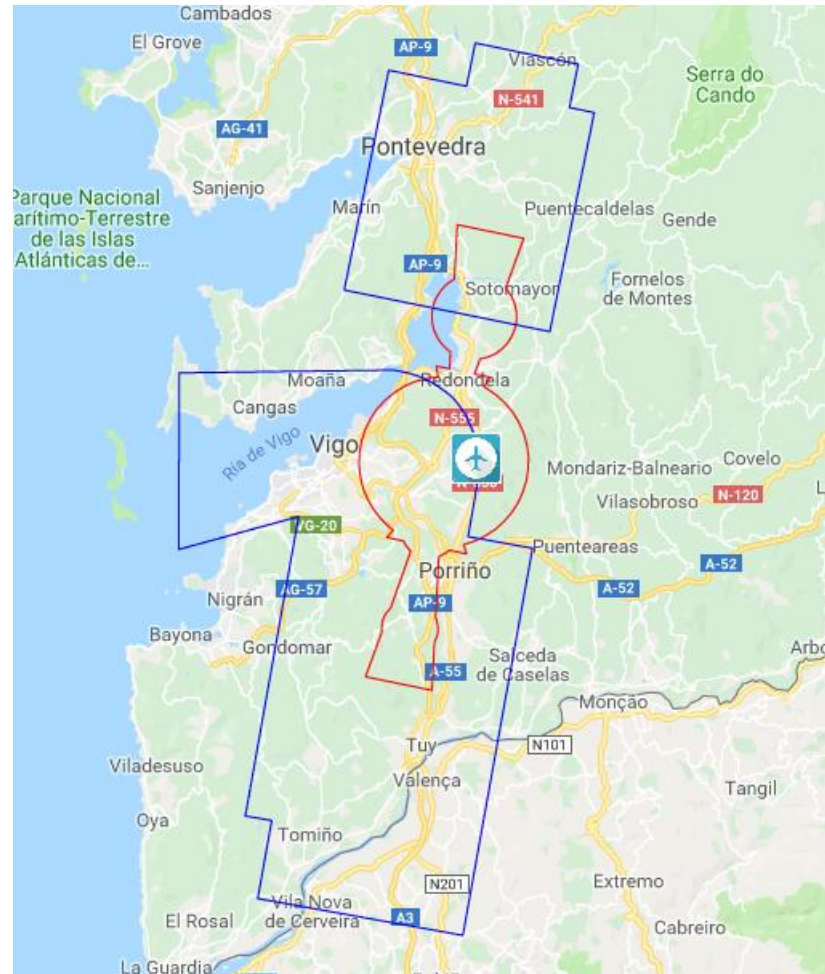 Cambados
El Grove
AP-9
Viascón
Serra do
Cando
N-541
AG-41
Pontevedra
Sanjenjo
Parque Nacional
arítimo-Terrestre
de las Islas
Atlánticas de...
Marín
Puentecaldelas
Gende
AP-9
Sotomayor
Fornelos
de Montes
Moaña
Redondela
Cangas
N-555
Ría de Vigo
Vigo
Mondariz-Balneario
Covelo
N-120
Vilasobroso
VG-20
Puenteareas
A-52
Porriño
A-52
AG-57
Nigrán
AP-9
Bayona
Gondomar
Salceda
de Caselas
A-55
Arbo
Monção
Tuy
N101
Viladesuso
Valença
Tangil
Oya
Tomiño
N201
Extremo
Vila Nova
de Cerveira
El Rosal
A3
Cabreiro
La Guardia